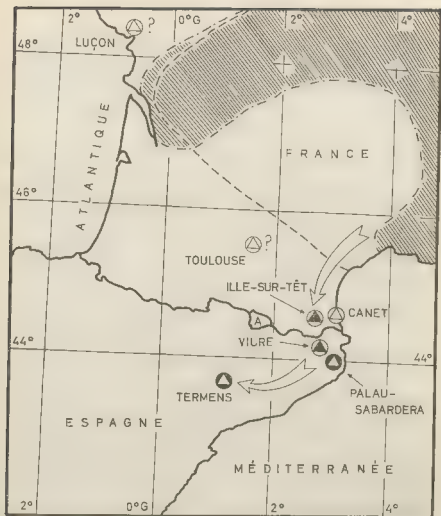 2° 0°G 2° 4°
LUÇON ?
48°
ATLANTIQUE
FRANCE
46°
TOULOUSE ?
ILLE-SUR-TÊT
CANET
A
VILRE
44°
44°
TERMENS
PALAU-
SABARDERA
ESPAGNE
MÉDITERRANÉE
2° 0°G 2° 4°